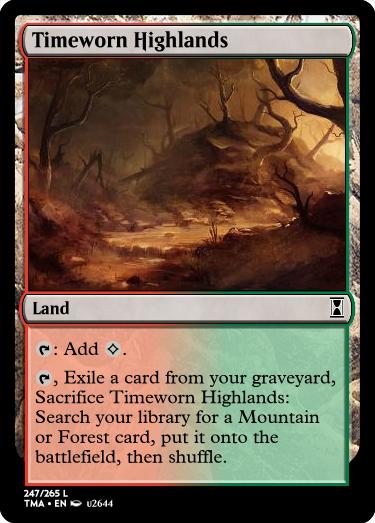 Timeworn Highlands
Land
: Add .
, Exile a card from your graveyard,
Sacrifice Timeworn Highlands:
Search your library for a Mountain
or Forest card, put it onto the
battlefield, then shuffle.
247/265 L
TMA • EN u2644